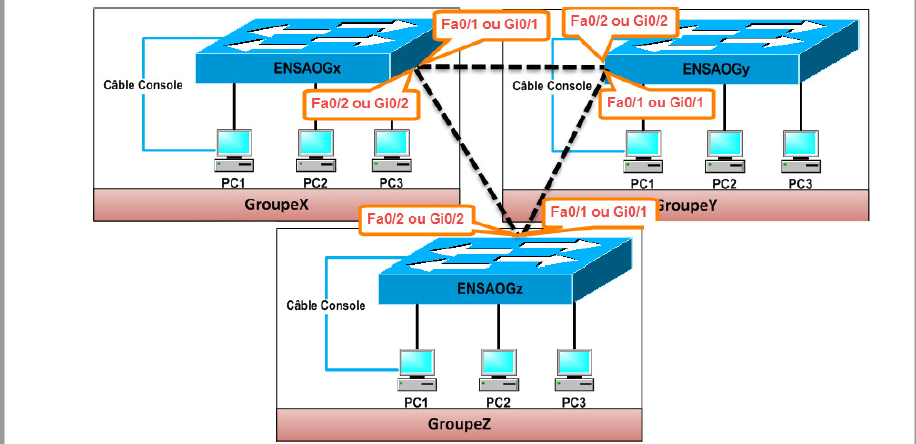 Fa0/1 ou Gi0/1
Fa0/2 ou Gi0/2
ENSAOGx
ENSAOGy
Câble Console
Fa0/2 ou Gi0/2
Câble Console
Fa0/1 ou Gi0/1
PC1
PC2
PC3
PC1
PC2
PC3
GroupeX
GroupeY
Fa0/2 ou Gi0/2
Fa0/1 ou Gi0/1
ENSAOGz
Câble Console
PC1
PC2
PC3
GroupeZ